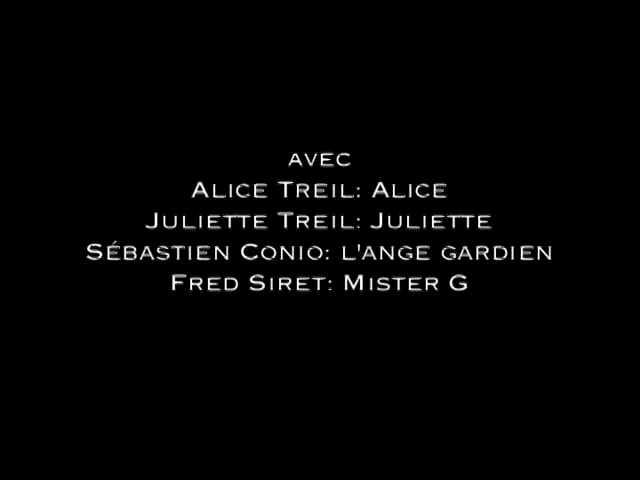 AVEC
ALICE TREIL: ALICE
JULIETTE TREIL: JULIETTE
SÉBASTIEN CONIO: L'ANGE GARDIEN
FRED SIRET: MISTER G